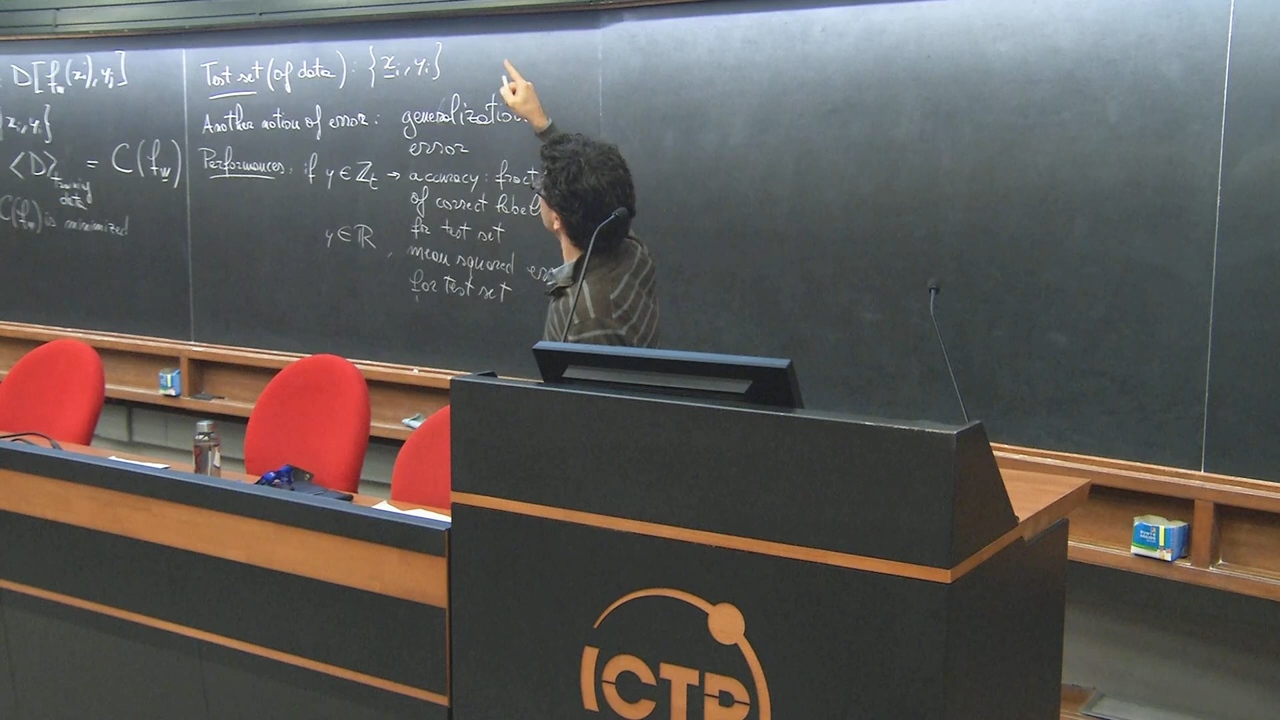 D[f_w(x_i), y_i]
{x_i, y_i}
<D>_training data = C(f_w)
C(f_w) is minimized
Test set (of data): {x_i, y_i}
Another notion of error: generalization
error
Performances: if y ∈ Z_t → accuracy: fract
of correct label
for test set
y ∈ ℝ, mean squared
for test set
ICTP